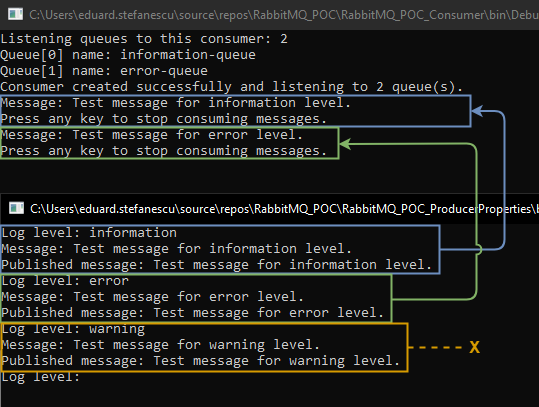 C:\Users\eduard.stefanescu\source\repos\RabbitMQ_POC\RabbitMQ_POC_Consumer\bin\Debu
Listening queues to this consumer: 2
Queue[0] name: information-queue
Queue[1] name: error-queue
Consumer created successfully and listening to 2 queue(s).
Message: Test message for information level.
Press any key to stop consuming messages.
Message: Test message for error level.
Press any key to stop consuming messages.
C:\Users\eduard.stefanescu\source\repos\RabbitMQ_POC\RabbitMQ_POC_ProducerProperties\b
Log level: information
Message: Test message for information level.
Published message: Test message for information level.
Log level: error
Message: Test message for error level.
Published message: Test message for error level.
Log level: warning
Message: Test message for warning level.
Published message: Test message for warning level.
X
Log level: